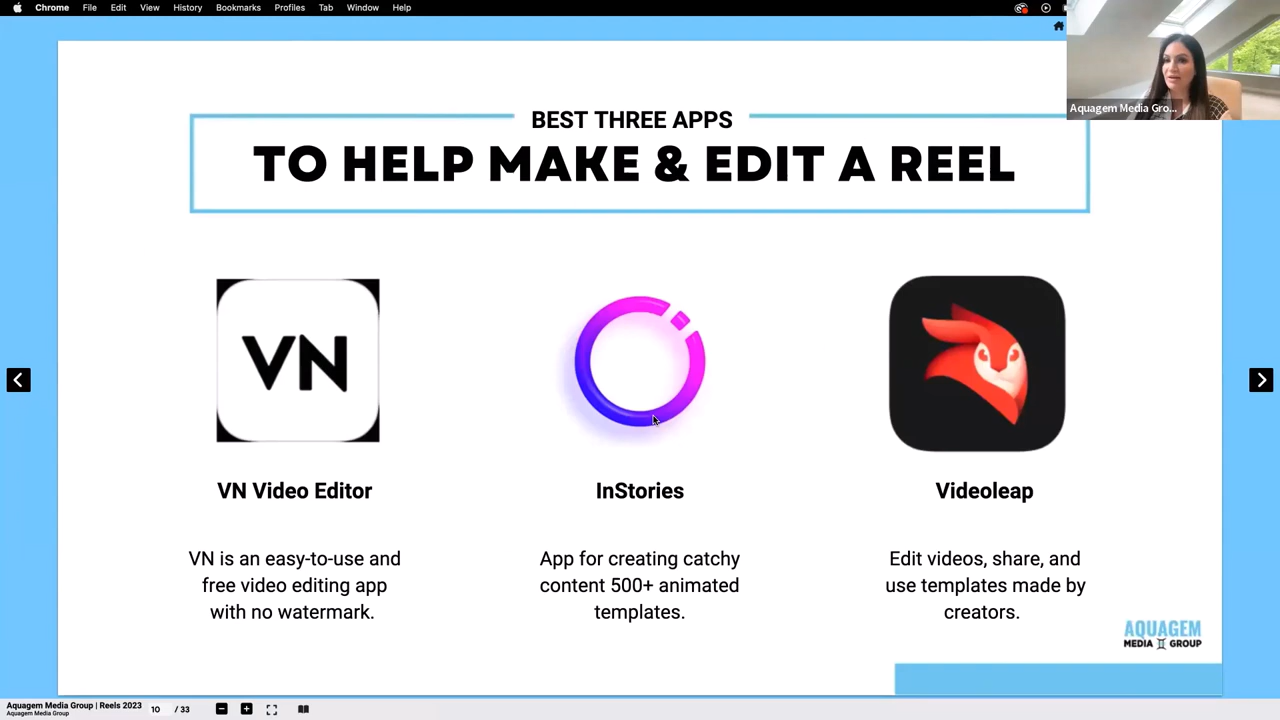 Chrome File Edit View History Bookmarks Profiles Tab Window Help
Aquagem Media Gro...
BEST THREE APPS
TO HELP MAKE & EDIT A REEL
VN
VN Video Editor
VN is an easy-to-use and
free video editing app
with no watermark.
InStories
App for creating catchy
content 500+ animated
templates.
Videoleap
Edit videos, share, and
use templates made by
creators.
AQUAGEM
MEDIA GROUP
Aquagem Media Group | Reels 2023
Aquagem Media Group
10 / 33